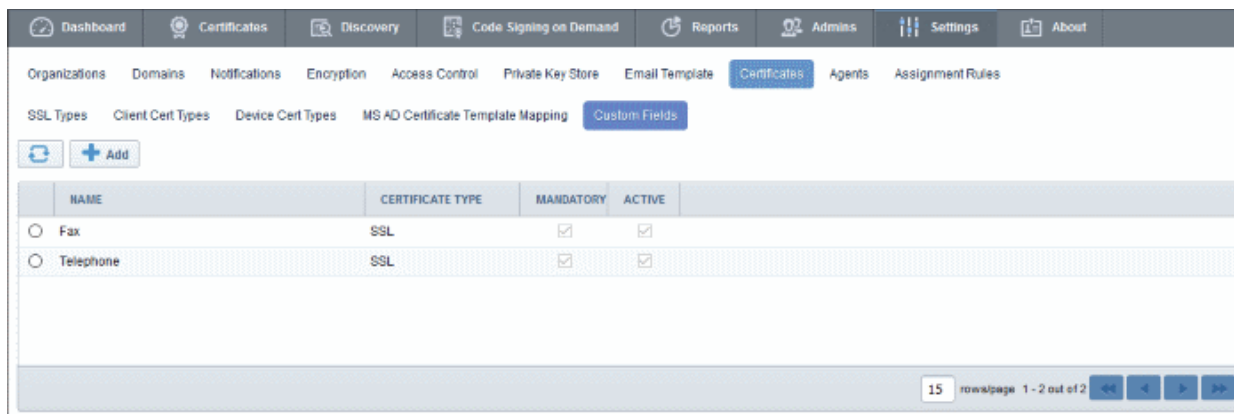 Dashboard Certificates Discovery Code Signing on Demand Reports Admins Settings About
Organizations Domains Notifications Encryption Access Control Private Key Store Email Template Certificates Agents Assignment Rules
SSL Types Client Cert Types Device Cert Types MS AD Certificate Template Mapping Custom Fields
Add
NAME CERTIFICATE TYPE MANDATORY ACTIVE
Fax SSL
Telephone SSL
15 rows/page 1 - 2 out of 2